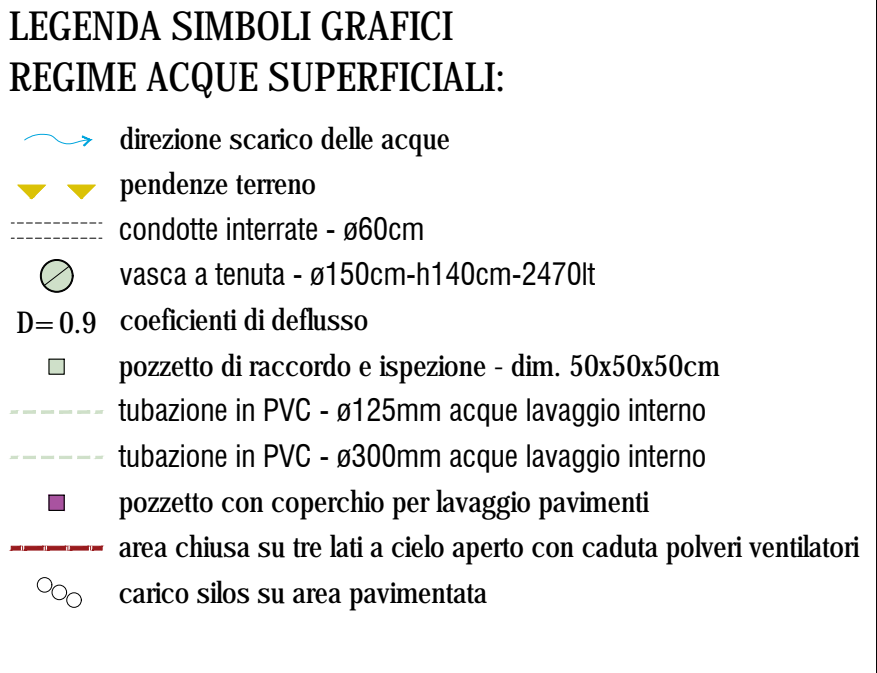 LEGENDA SIMBOLI GRAFICI
REGIME ACQUE SUPERFICIALI:
direzione scarico delle acque
pendenze terreno
condotte interrate - ø60cm
vasca a tenuta - ø150cm-h140cm-2470lt
D=0.9 coeficienti di deflusso
pozzetto di raccordo e ispezione - dim. 50x50x50cm
tubazione in PVC - ø125mm acque lavaggio interno
tubazione in PVC - ø300mm acque lavaggio interno
pozzetto con coperchio per lavaggio pavimenti
area chiusa su tre lati a cielo aperto con caduta polveri ventilatori
carico silos su area pavimentata